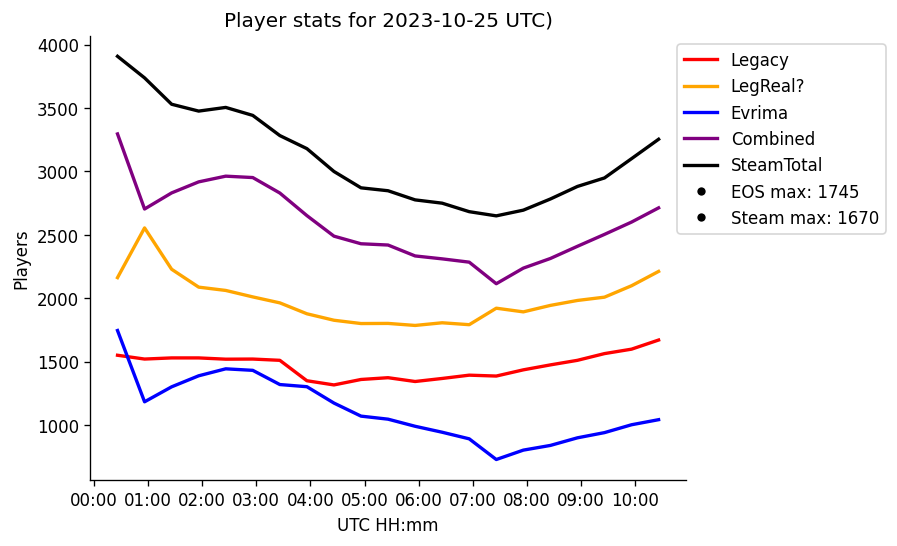 Player stats for 2023-10-25 UTC)
4000
3500
3000
2500
2000
1500
1000
Players
00:00 01:00 02:00 03:00 04:00 05:00 06:00 07:00 08:00 09:00 10:00
UTC HH:mm
Legacy
LegReal?
Evrima
Combined
SteamTotal
EOS max: 1745
Steam max: 1670